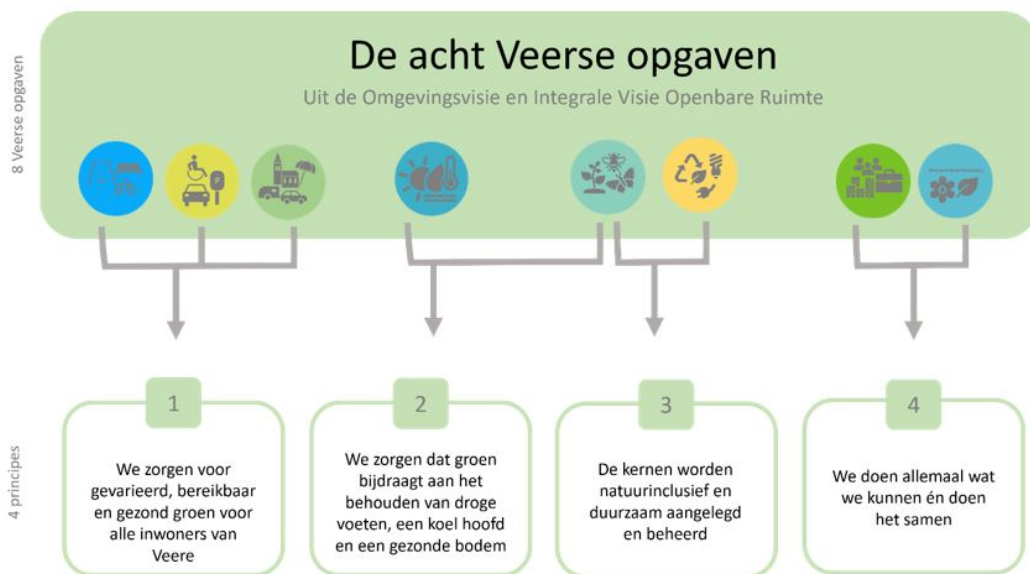 De acht Veerse opgaven
Uit de Omgevingsvisie en Integrale Visie Openbare Ruimte
8 Veerse opgaven
P
4 principes
1
We zorgen voor
gevarieerd, bereikbaar
en gezond groen voor
alle inwoners van
Veere
2
We zorgen dat groen
bijdraagt aan het
behouden van droge
voeten, een koel hoofd
en een gezonde bodem
3
De kernen worden
natuurinclusief en
duurzaam aangelegd
en beheerd
4
We doen allemaal wat
we kunnen én doen
het samen